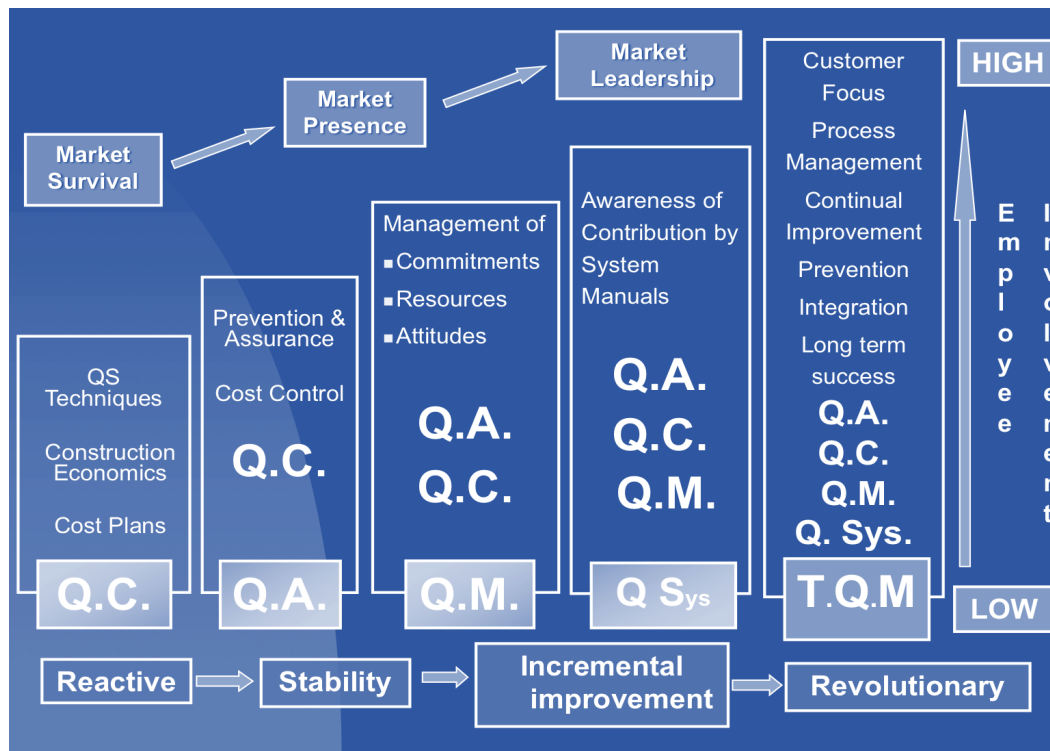 Market
Survival
Market
Presence
Market
Leadership
QS
Techniques
Construction
Economics
Cost Plans
Q.C.
Prevention &
Assurance
Cost Control
Q.C.
Q.A.
Management of
Commitments
Resources
Attitudes
Q.A.
Q.C.
Q.M.
Awareness of
Contribution by
System
Manuals
Q.A.
Q.C.
Q.M.
Q Sys
Customer
Focus
Process
Management
Continual
Improvement
Prevention
Integration
Long term
success
Q.A.
Q.C.
Q.M.
Q. Sys.
T.Q.M
HIGH
Employee
Involvement
LOW
Reactive
Stability
Incremental
improvement
Revolutionary